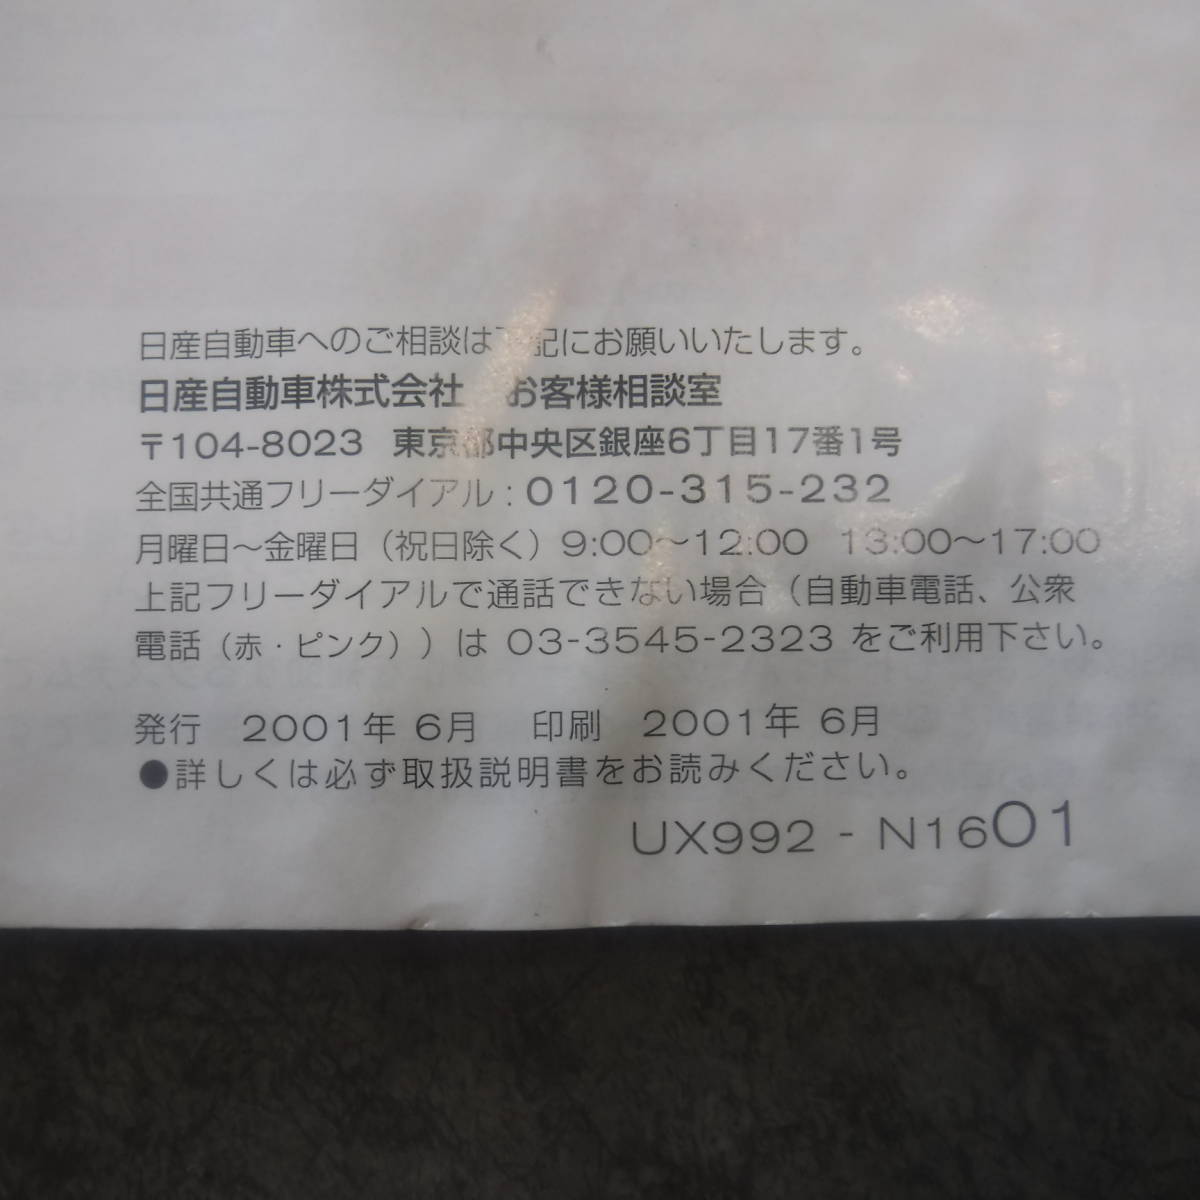 日産自動車へのご相談は下記にお願いいたします。
日産自動車株式会社 お客様相談室
〒104-8023 東京都中央区銀座6丁目17番1号
全国共通フリーダイアル:0120-315-232
月曜日～金曜日（祝日除く）9:00～12:00 13:00～17:00
上記フリーダイアルで通話できない場合（自動車電話、公衆
電話（赤・ピンク））は 03-3545-2323 をご利用下さい。
発行 2001年 6月 印刷 2001年 6月
●詳しくは必ず取扱説明書をお読みください。
UX992 - N1601